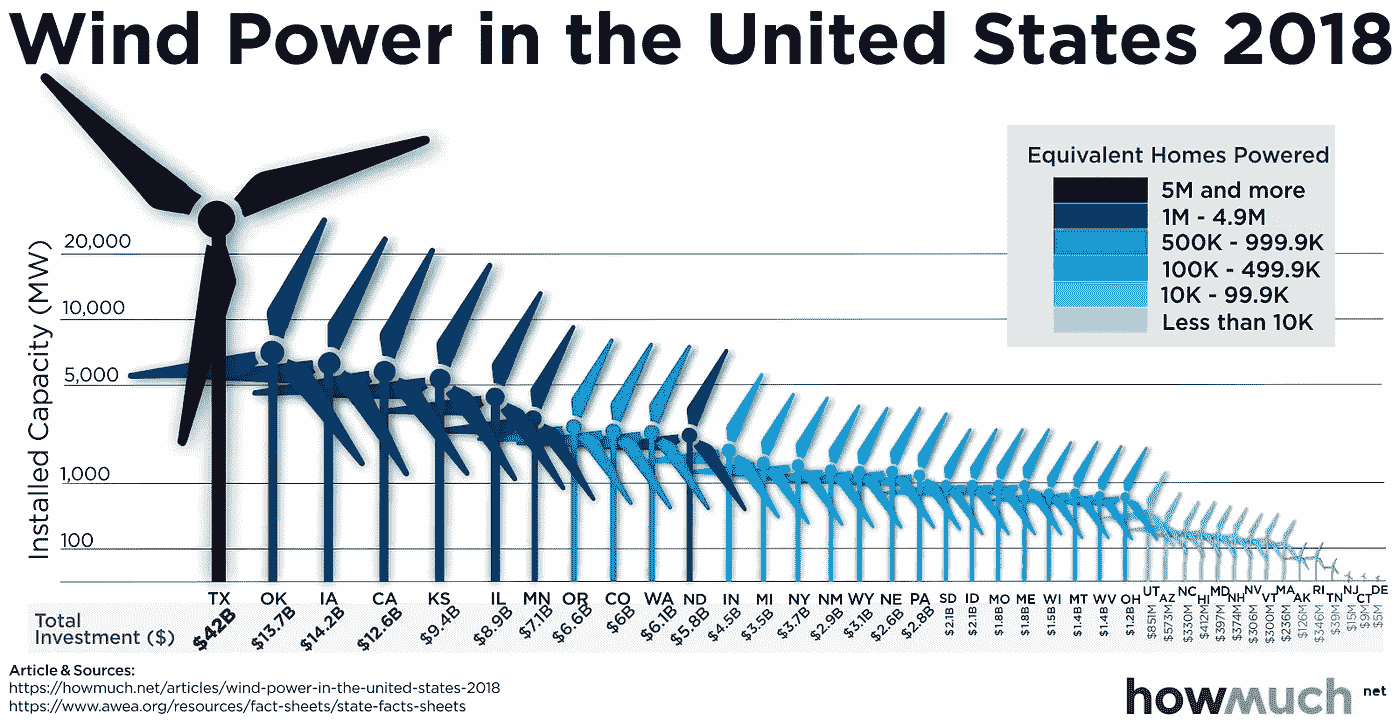 Wind Power in the United States 2018
Equivalent Homes Powered
5M and more
1M - 4.9M
500K - 999.9K
100K - 499.9K
10K - 99.9K
Less than 10K
Installed Capacity (MW)
20,000
10,000
5,000
1,000
100
TX OK IA CA KS IL MN OR CO WA ND IN MI NY NM WY NE PA SD ID MO ME WI MT WV OH UT AZ NC HI MD NH NV VT MA AK RI TN NJ CT DE
Total
Investment ($)
$42B $13.7B $14.2B $12.6B $9.4B $8.9B $7.1B $6.6B $6B $6.1B $5.8B $4.5B $3.5B $3.7B $2.9B $3.1B $2.6B $2.8B $2.1B $2.1B $1.8B $1.8B $1.5B $1.4B $1.4B $1.2B $851M $573M $330M $412M $397M $374M $306M $300M $236M $126M $346M $39M $15M $9M $5M
Article & Sources:
https://howmuch.net/articles/wind-power-in-the-united-states-2018
https://www.awea.org/resources/fact-sheets/state-facts-sheets
howmuch net